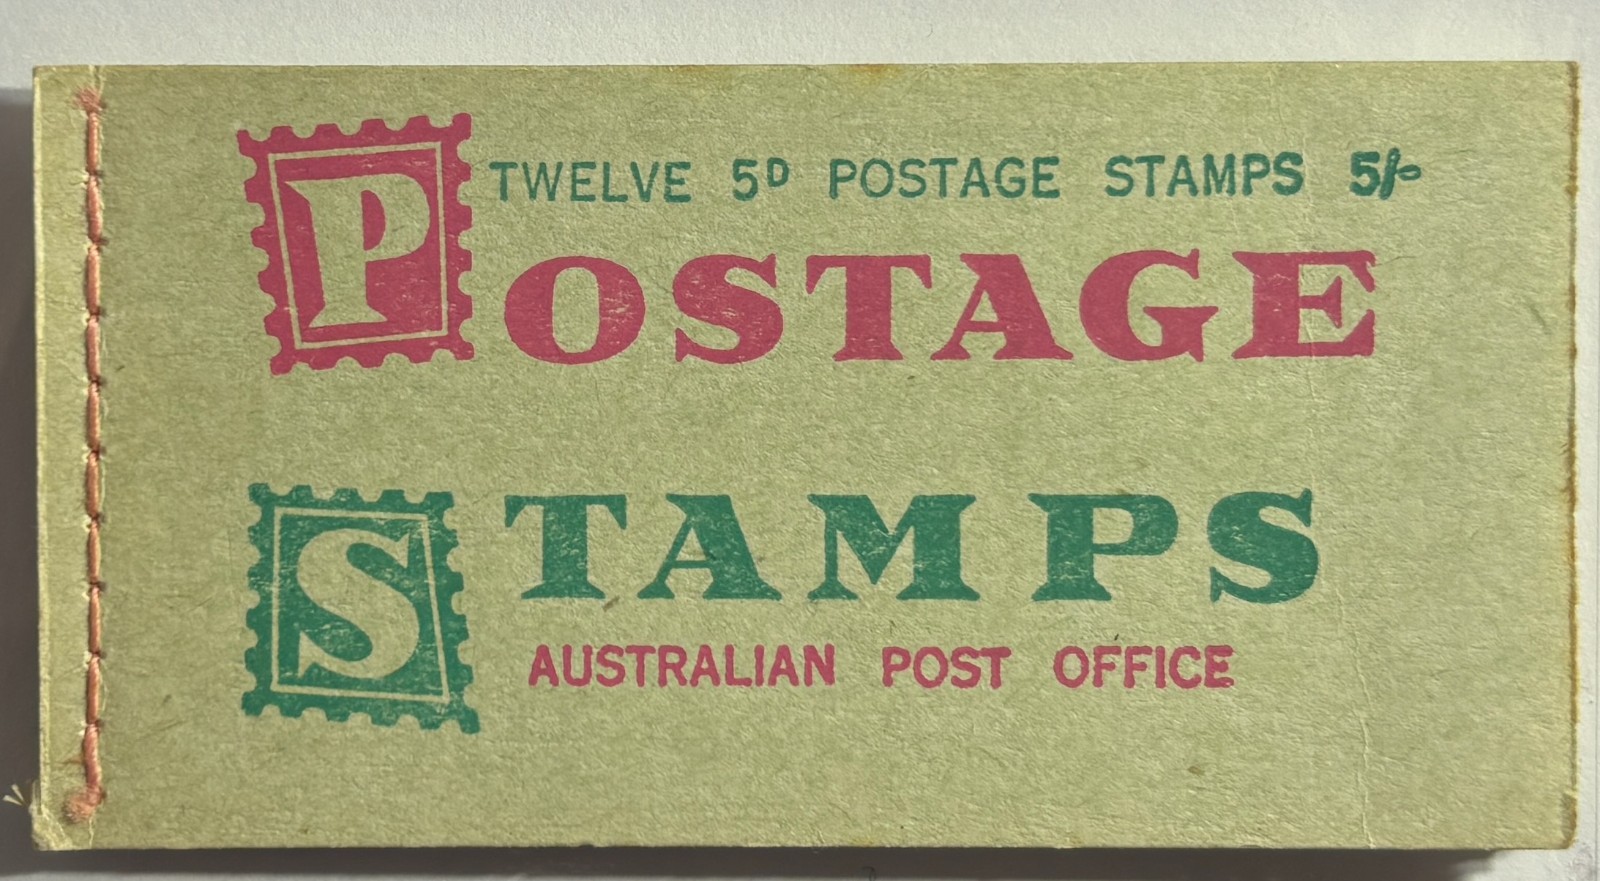 TWELVE 5D POSTAGE STAMPS 5/-
POSTAGE
STAMPS
AUSTRALIAN POST OFFICE